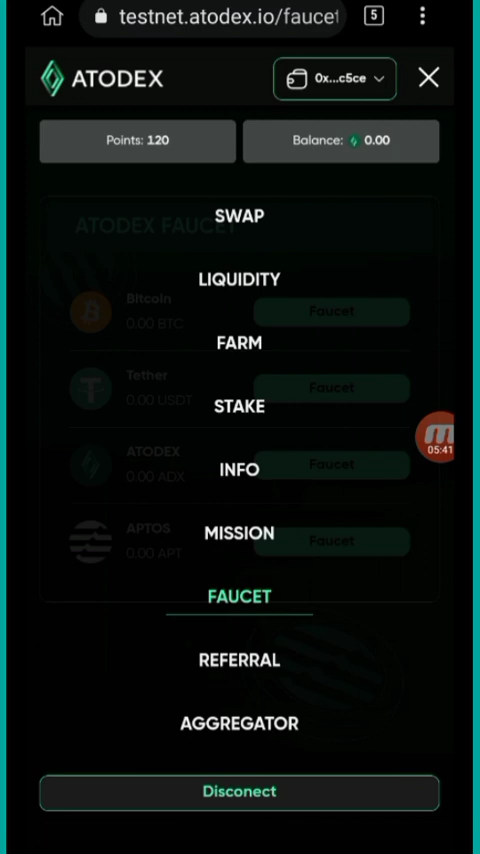 testnet.atodex.io/faucet
5
ATODEX
0x...c5ce
Points: 120
Balance: 0.00
ATODEX FAUCET
SWAP
LIQUIDITY
Bitcoin
0.00 BTC
Faucet
FARM
Tether
0.00 USDT
Faucet
STAKE
ATODEX
0.00 ADX
Faucet
INFO
05:41
APTOS
0.00 APT
Faucet
MISSION
FAUCET
REFERRAL
AGGREGATOR
Disconect